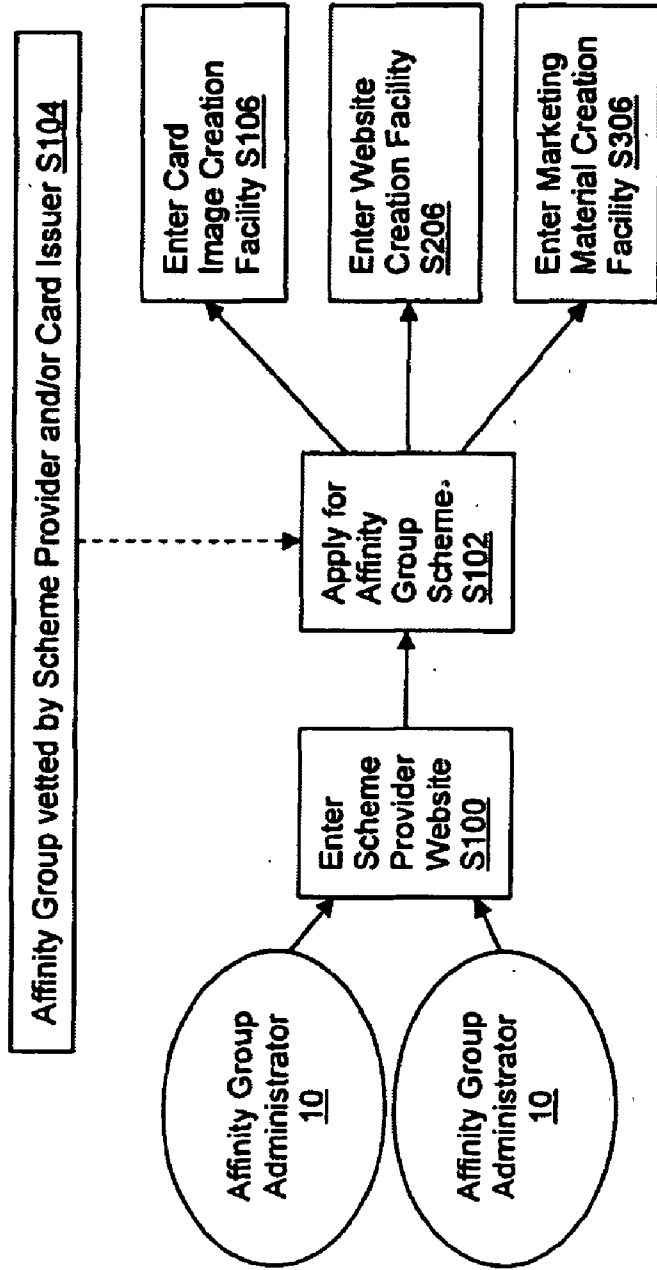 Affinity Group vetted by Scheme Provider and/or Card Issuer S104
Affinity Group
Administrator
10
Affinity Group
Administrator
10
Enter
Scheme
Provider
Website
S100
Apply for
Affinity
Group
Scheme
S102
Enter Card
Image Creation
Facility S106
Enter Website
Creation Facility
S206
Enter Marketing
Material Creation
Facility S306